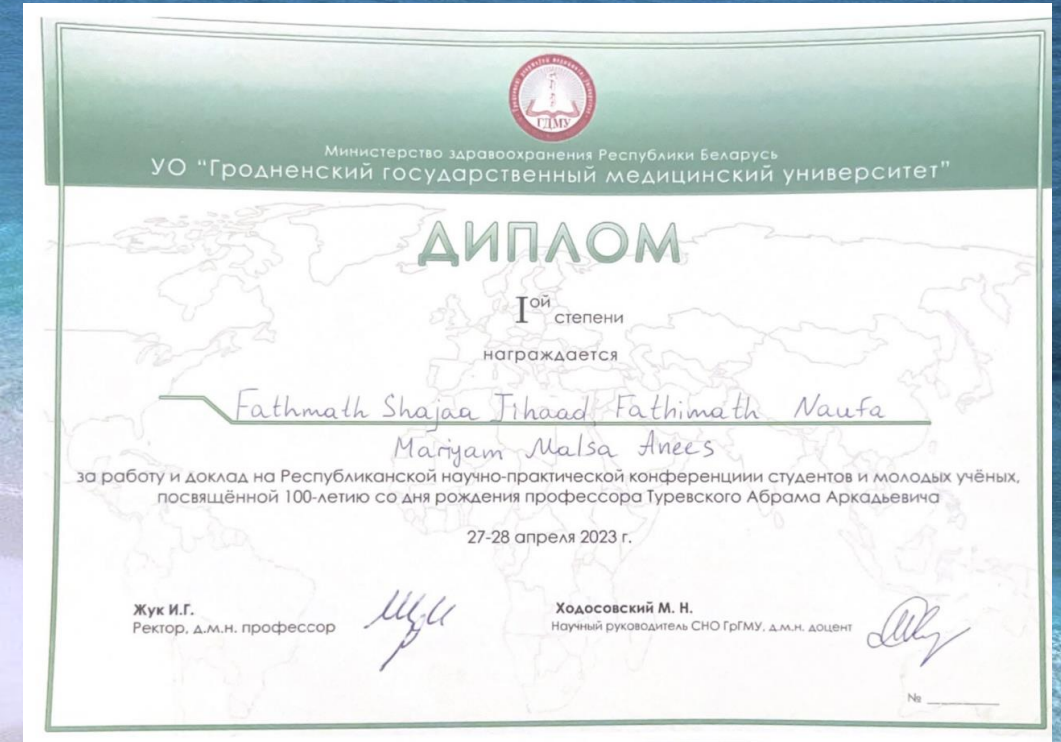 ГДМУ
Министерство здравоохранения Республики Беларусь
УО "Гродненский государственный медицинский университет"
ДИПЛОМ
Iой степени
награждается
Fathmath Shajaa Jihaad Fathimath Naufa
Mariyam Malsa Anees
за работу и доклад на Республиканской научно-практической конференциии студентов и молодых учёных,
посвящённой 100-летию со дня рождения профессора Туревского Абрама Аркадьевича
27-28 апреля 2023 г.
Жук И.Г.
Ректор, д.м.н. профессор
Ходосовский М. Н.
Научный руководитель СНО ГрГМУ, д.м.н. доцент
№